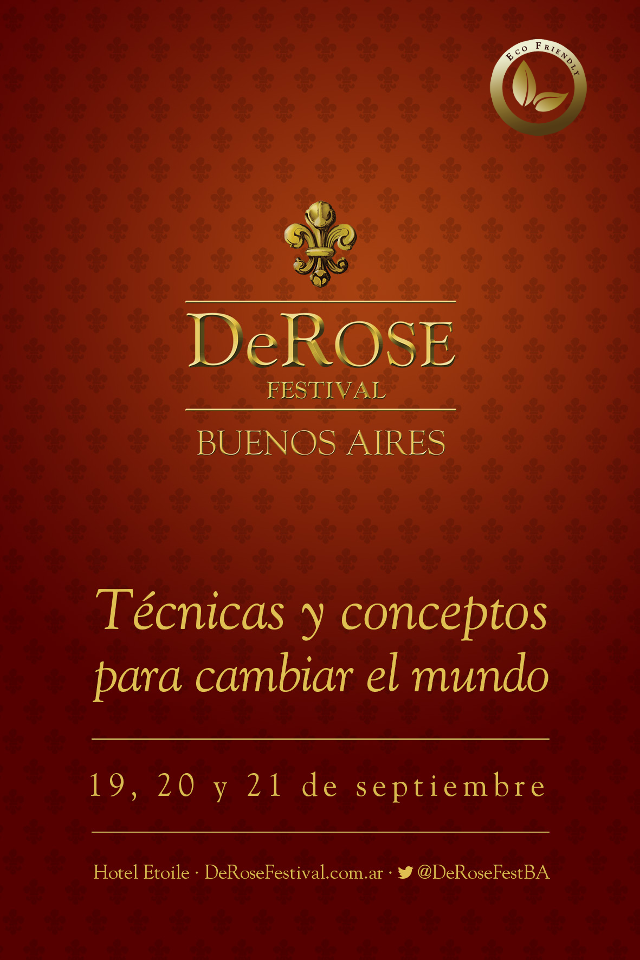 Eco Friendly
DeROSE
FESTIVAL
BUENOS AIRES
Técnicas y conceptos
para cambiar el mundo
19, 20 y 21 de septiembre
Hotel Etoile · DeRoseFestival.com.ar · @DeRoseFestBA